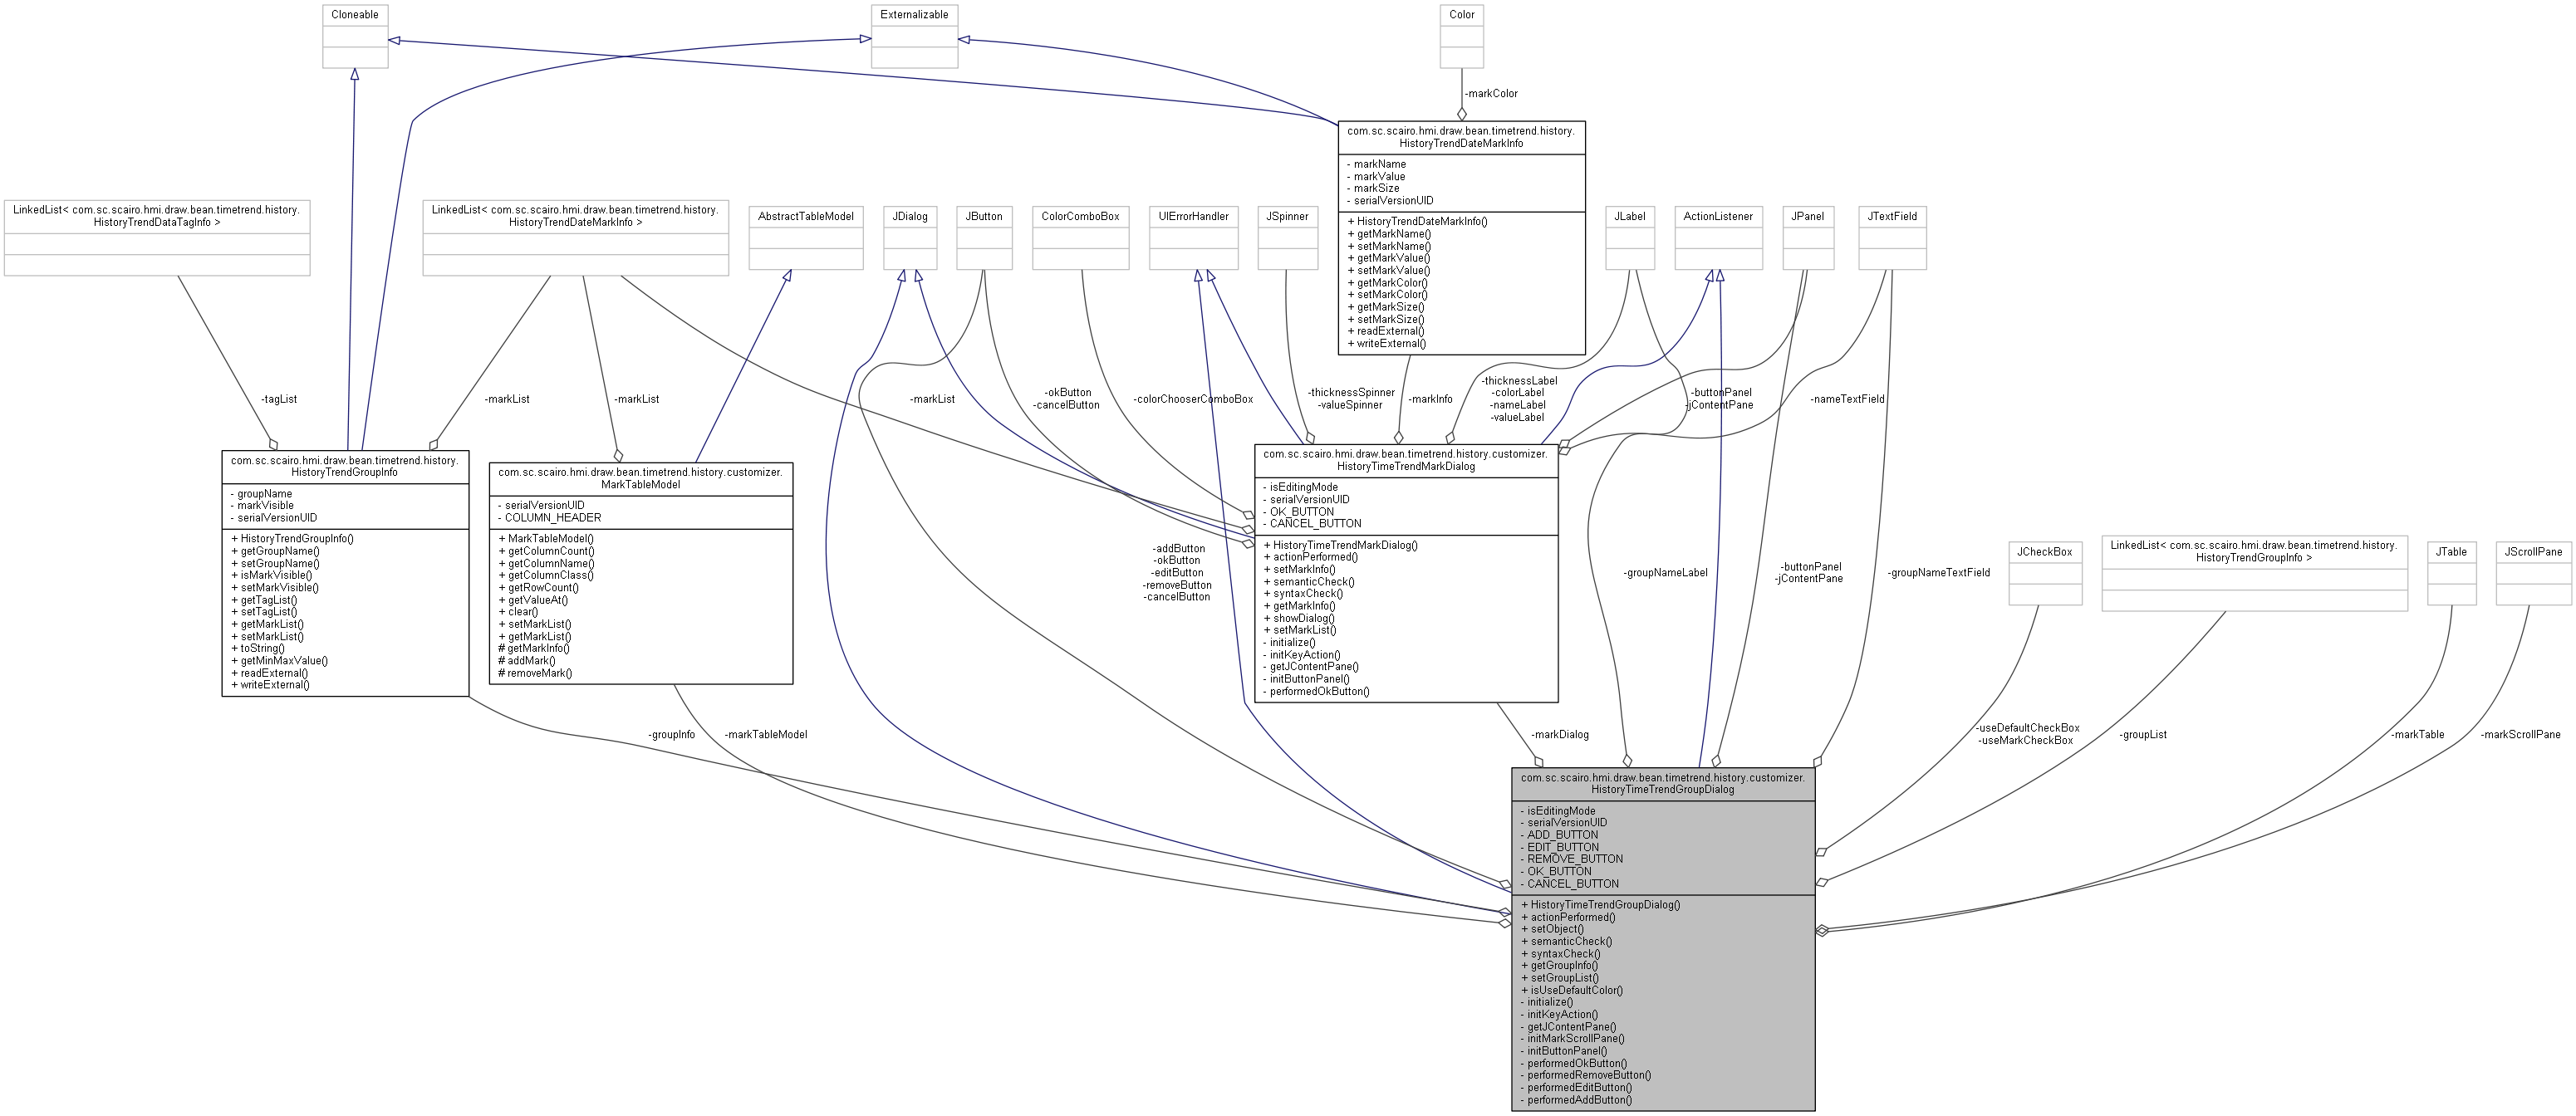 Cloneable
Externalizable
Color
-markColor
com.sc.scairo.hmi.draw.bean.timetrend.history.
HistoryTrendDateMarkInfo
- markName
- markValue
- markSize
- serialVersionUID
+ HistoryTrendDateMarkInfo()
+ getMarkName()
+ setMarkName()
+ getMarkValue()
+ setMarkValue()
+ getMarkColor()
+ setMarkColor()
+ getMarkSize()
+ setMarkSize()
+ readExternal()
+ writeExternal()
LinkedList< com.sc.scairo.hmi.draw.bean.timetrend.history.
HistoryTrendDataTagInfo >
LinkedList< com.sc.scairo.hmi.draw.bean.timetrend.history.
HistoryTrendDateMarkInfo >
AbstractTableModel
JDialog
JButton
ColorComboBox
UIErrorHandler
JSpinner
JLabel
ActionListener
JPanel
JTextField
-tagList
-markList
-markList
-markList
-okButton
-cancelButton
-colorChooserComboBox
-thicknessSpinner
-valueSpinner
-markInfo
-thicknessLabel
-colorLabel
-nameLabel
-valueLabel
-buttonPanel
-jContentPane
-nameTextField
com.sc.scairo.hmi.draw.bean.timetrend.history.
HistoryTrendGroupInfo
- groupName
- markVisible
- serialVersionUID
+ HistoryTrendGroupInfo()
+ getGroupName()
+ setGroupName()
+ isMarkVisible()
+ setMarkVisible()
+ getTagList()
+ setTagList()
+ getMarkList()
+ setMarkList()
+ toString()
+ getMinMaxValue()
+ readExternal()
+ writeExternal()
com.sc.scairo.hmi.draw.bean.timetrend.history.customizer.
MarkTableModel
- serialVersionUID
- COLUMN_HEADER
+ MarkTableModel()
+ getColumnCount()
+ getColumnName()
+ getColumnClass()
+ getRowCount()
+ getValueAt()
+ clear()
+ setMarkList()
+ getMarkList()
# getMarkInfo()
# addMark()
# removeMark()
com.sc.scairo.hmi.draw.bean.timetrend.history.customizer.
HistoryTimeTrendMarkDialog
- isEditingMode
- serialVersionUID
- OK_BUTTON
- CANCEL_BUTTON
+ HistoryTimeTrendMarkDialog()
+ actionPerformed()
+ setMarkInfo()
+ semanticCheck()
+ syntaxCheck()
+ getMarkInfo()
+ showDialog()
+ setMarkList()
- initialize()
- initKeyAction()
- getJContentPane()
- initButtonPanel()
- performedOkButton()
-addButton
-okButton
-editButton
-removeButton
-cancelButton
-groupNameLabel
-buttonPanel
-jContentPane
-groupNameTextField
JCheckBox
LinkedList< com.sc.scairo.hmi.draw.bean.timetrend.history.
HistoryTrendGroupInfo >
JTable
JScrollPane
-groupInfo
-markTableModel
-markDialog
-useDefaultCheckBox
-useMarkCheckBox
-groupList
-markTable
-markScrollPane
com.sc.scairo.hmi.draw.bean.timetrend.history.customizer.
HistoryTimeTrendGroupDialog
- isEditingMode
- serialVersionUID
- ADD_BUTTON
- EDIT_BUTTON
- REMOVE_BUTTON
- OK_BUTTON
- CANCEL_BUTTON
+ HistoryTimeTrendGroupDialog()
+ actionPerformed()
+ setObject()
+ semanticCheck()
+ syntaxCheck()
+ getGroupInfo()
+ setGroupList()
+ isUseDefaultColor()
- initialize()
- initKeyAction()
- getJContentPane()
- initMarkScrollPane()
- initButtonPanel()
- performedOkButton()
- performedRemoveButton()
- performedEditButton()
- performedAddButton()